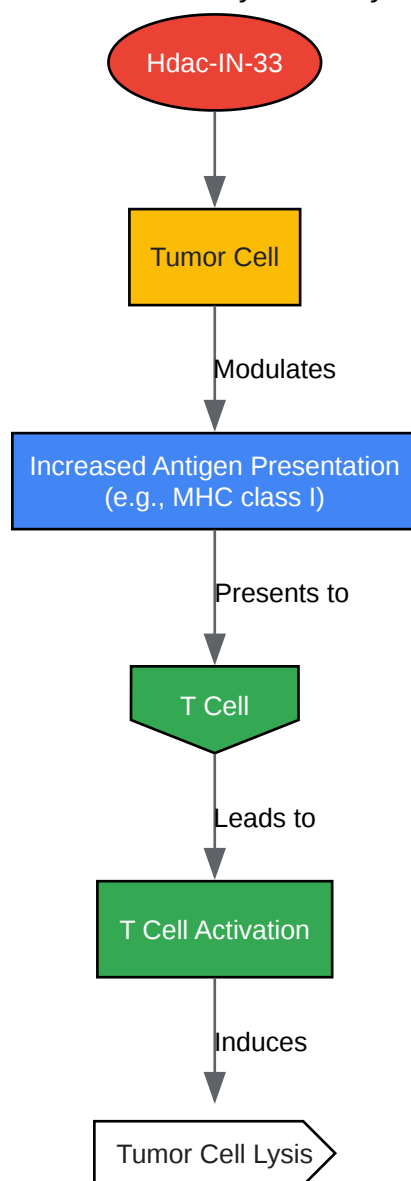 Hdac-IN-33
Tumor Cell
Modulates
Increased Antigen Presentation
(e.g., MHC class I)
Presents to
T Cell
Leads to
T Cell Activation
Induces
Tumor Cell Lysis